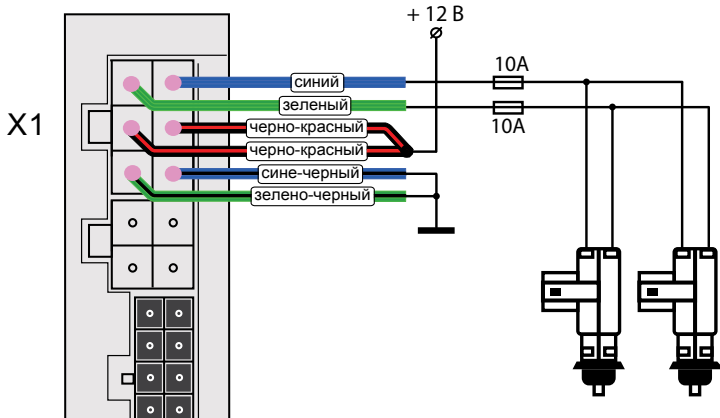 + 12 В
10А
синий
зеленый
10А
X1
черно-красный
черно-красный
сине-черный
зелено-черный